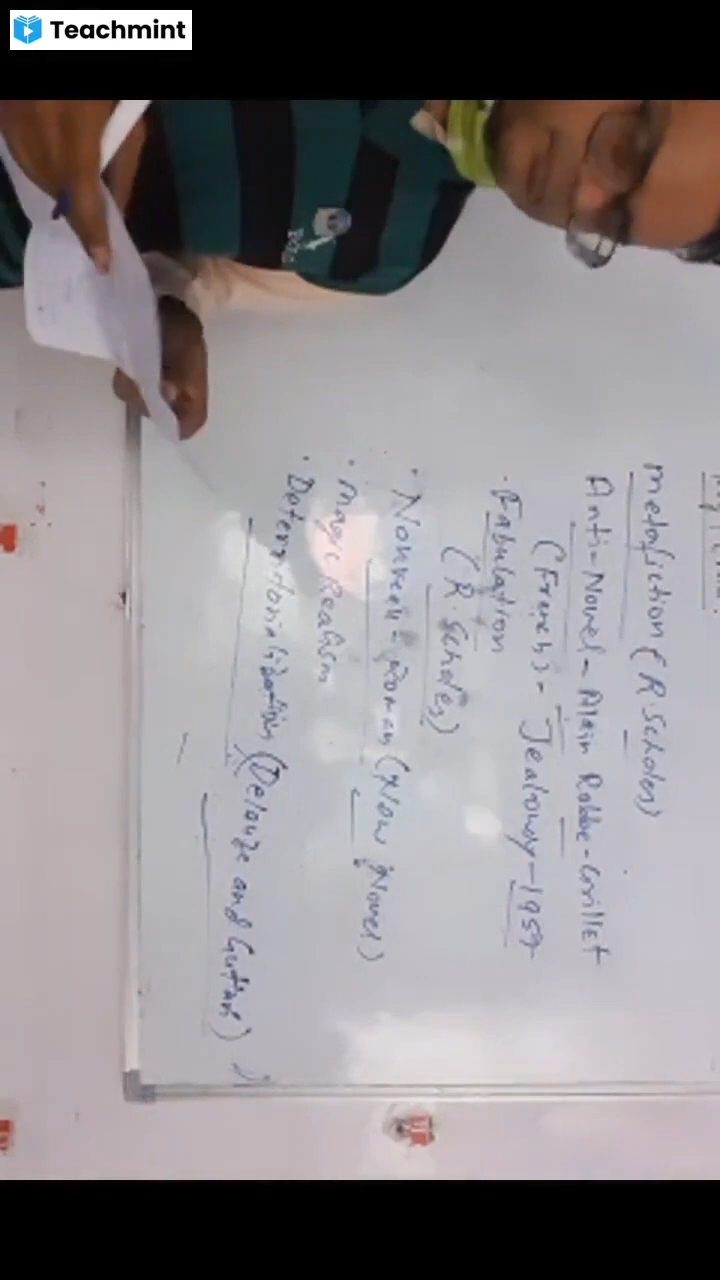 Teachmint
metafiction (R. Scholes)
Anti-Novel - Alain Robbe-Grillet
(French) - Jealousy - 1957
· Fabulation
(R. Scholes)
· Nouveau - Roman (New Novel)
· Magic Realism
· Deterritorialization (Deleuze and Guttari)